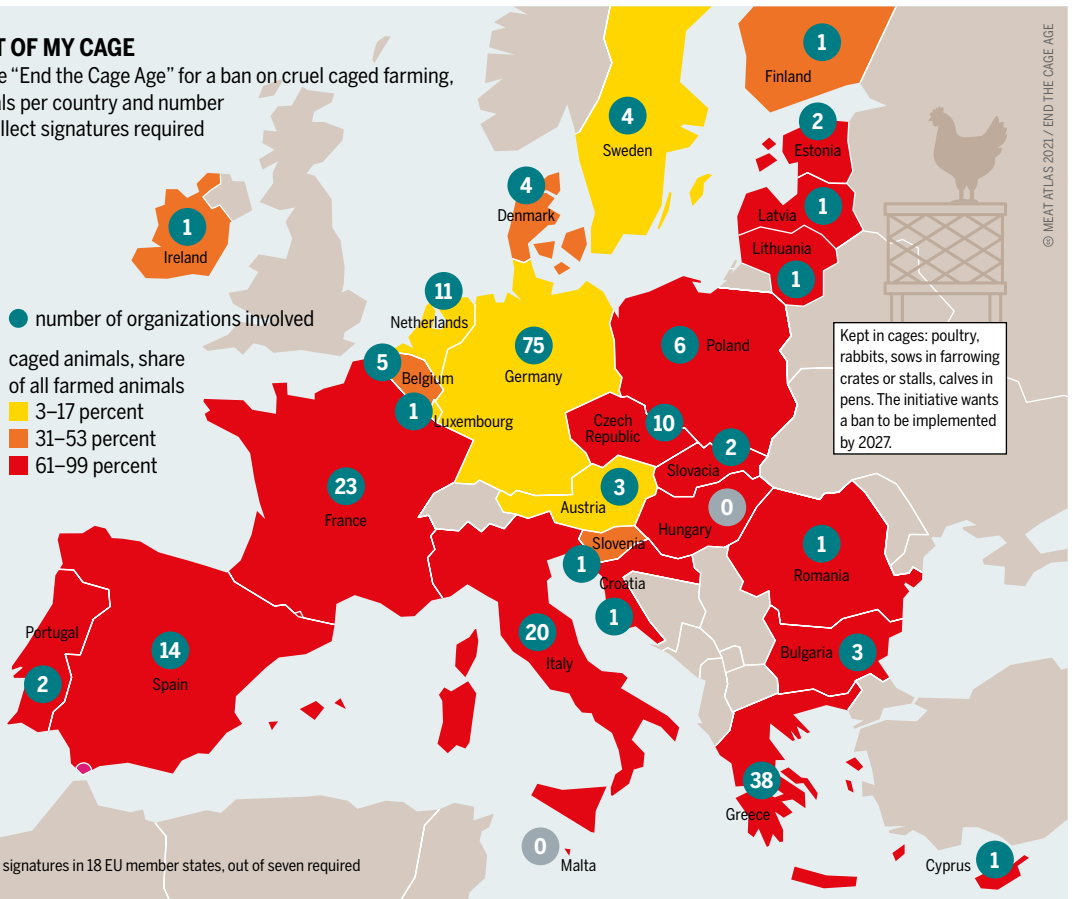 T OF MY CAGE
e “End the Cage Age” for a ban on cruel caged farming,
als per country and number
llect signatures required
number of organizations involved
caged animals, share
of all farmed animals
3–17 percent
31–53 percent
61–99 percent
1
Finland
4
Sweden
2
Estonia
1
Latvia
Lithuania
1
4
Denmark
1
Ireland
11
Netherlands
75
Germany
6
Poland
5
Belgium
1
Luxembourg
10
Czech
Republic
2
Slovacia
3
Austria
0
Hungary
23
France
Slovenia
1
Croatia
1
1
Romania
3
Bulgaria
20
Italy
14
Spain
Portugal
2
38
Greece
0
Malta
Cyprus
1
Kept in cages: poultry,
rabbits, sows in farrowing
crates or stalls, calves in
pens. The initiative wants
a ban to be implemented
by 2027.
signatures in 18 EU member states, out of seven required
cc MEAT ATLAS 2021 / END THE CAGE AGE